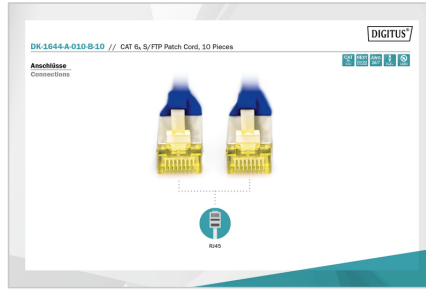 DIGITUS®
DK-1644-A-010-B-10 // CAT 6A S/FTP Patch Cord, 10 Pieces
Anschlüsse
Connections
RJ45